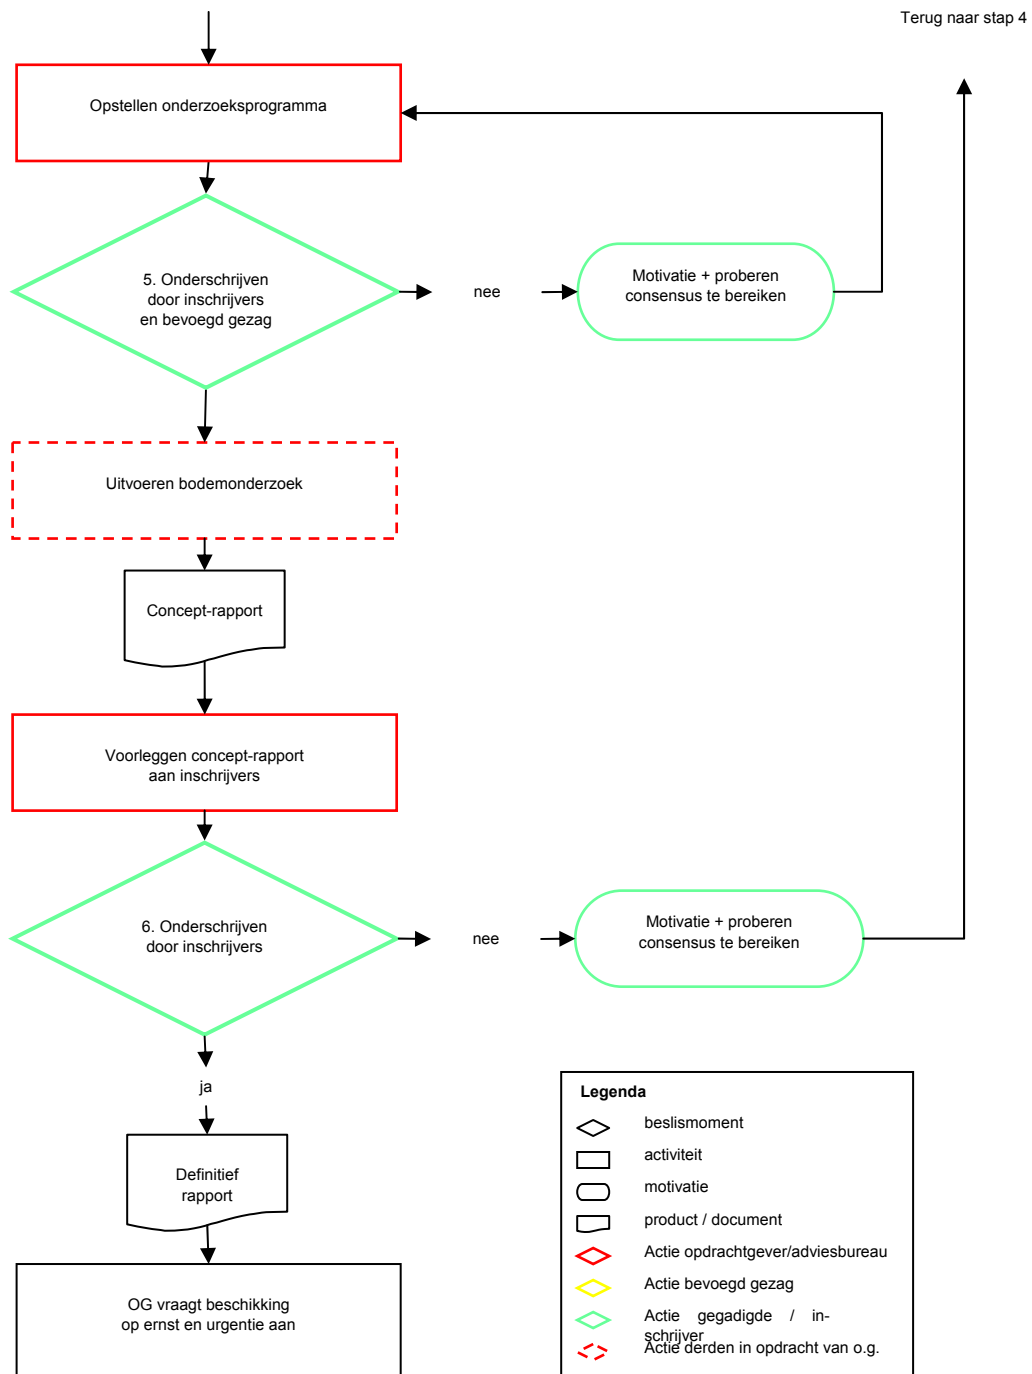 Terug naar stap 4
Opstellen onderzoeksprogramma
5. Onderschrijven
door inschrijvers
en bevoegd gezag
nee
Motivatie + proberen
consensus te bereiken
Uitvoeren bodemonderzoek
Concept-rapport
Voorleggen concept-rapport
aan inschrijvers
6. Onderschrijven
door inschrijvers
nee
Motivatie + proberen
consensus te bereiken
ja
Definitief
rapport
OG vraagt beschikking
op ernst en urgentie aan
Legenda
beslismoment
activiteit
motivatie
product / document
Actie opdrachtgever/adviesbureau
Actie bevoegd gezag
Actie gegadigde / in-
schrijver
Actie derden in opdracht van o.g.